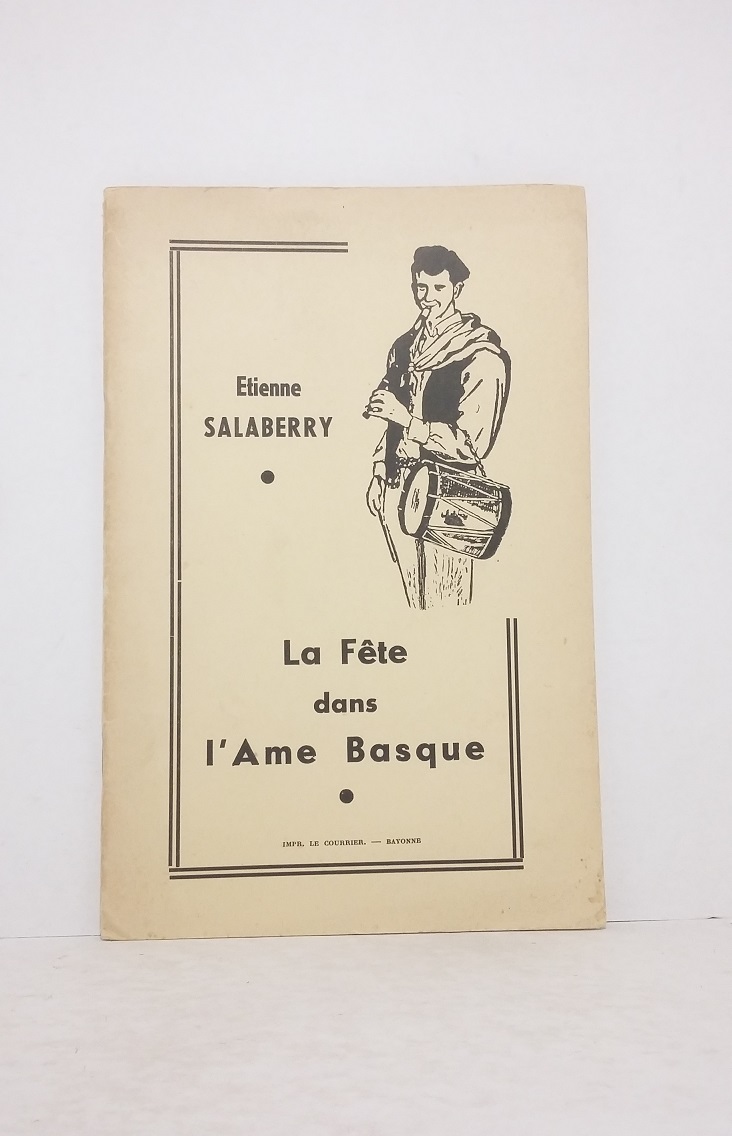 Etienne
SALABERRY
La Fête
dans
l'Ame Basque
IMPR. LE COURRIER. — BAYONNE